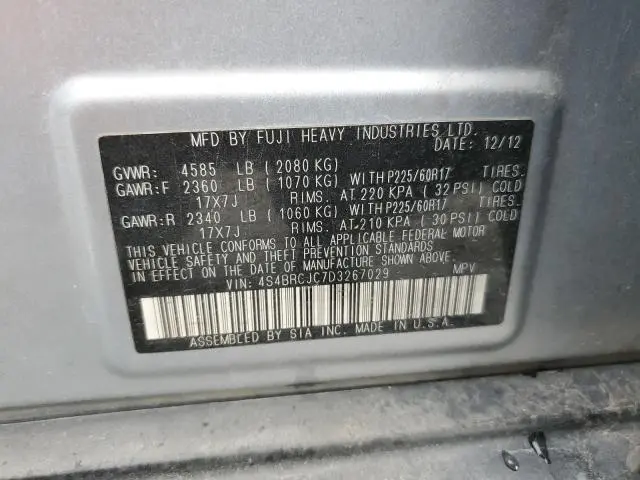 MFD BY FUJI HEAVY INDUSTRIES LTD.
DATE: 12/12
GVWR: 4585 LB (2080 KG)
GAWR:F 2360 LB (1070 KG) WITH P225/60R17 TIRES.
17X7J RIMS. AT 220 KPA (32 PSI) COLD
GAWR:R 2340 LB (1060 KG) WITH P225/60R17 TIRES.
17X7J RIMS. AT 210 KPA (30 PSI) COLD
THIS VEHICLE CONFORMS TO ALL APPLICABLE FEDERAL MOTOR
VEHICLE SAFETY AND THEFT PREVENTION STANDARDS
IN EFFECT ON THE DATE OF MANUFACTURE SHOWN ABOVE.
VIN: 4S4BRCJC7D3267029 MPV
ASSEMBLED BY SIA INC. MADE IN U.S.A.